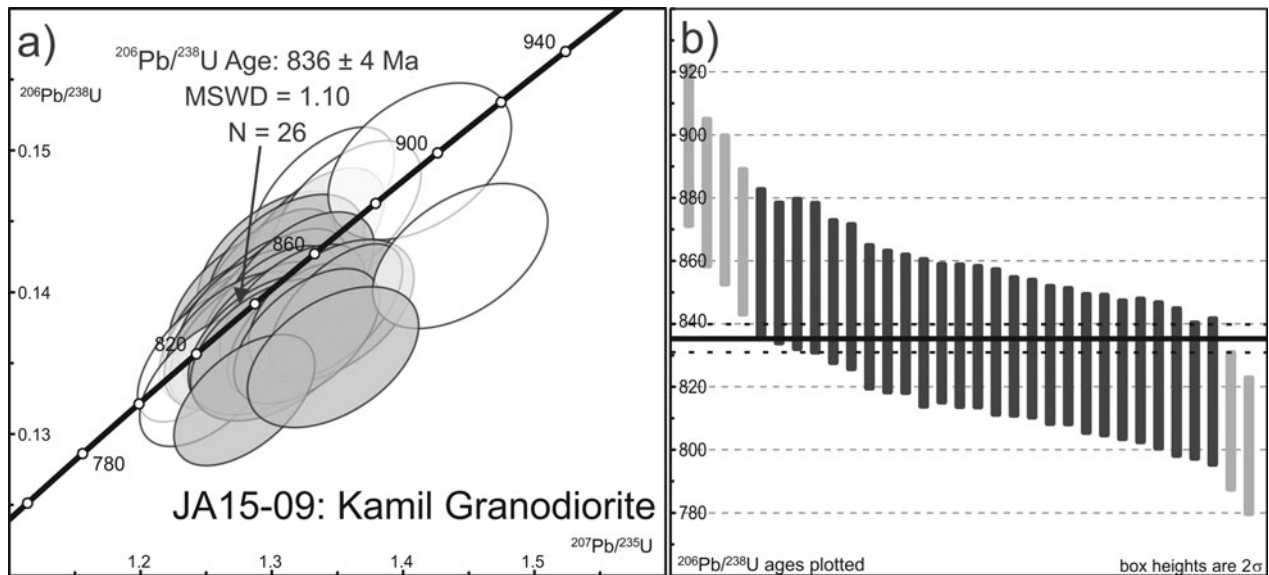 a)
²⁰⁶Pb/²³⁸U Age: 836 ± 4 Ma
MSWD = 1.10
N = 26
²⁰⁶Pb/²³⁸U
940
900
860
820
780
0.15
0.14
0.13
JA15-09: Kamil Granodiorite
²⁰⁷Pb/²³⁵U
1.2
1.3
1.4
1.5
b)
920
900
880
860
840
820
800
780
²⁰⁶Pb/²³⁸U ages plotted
box heights are 2σ